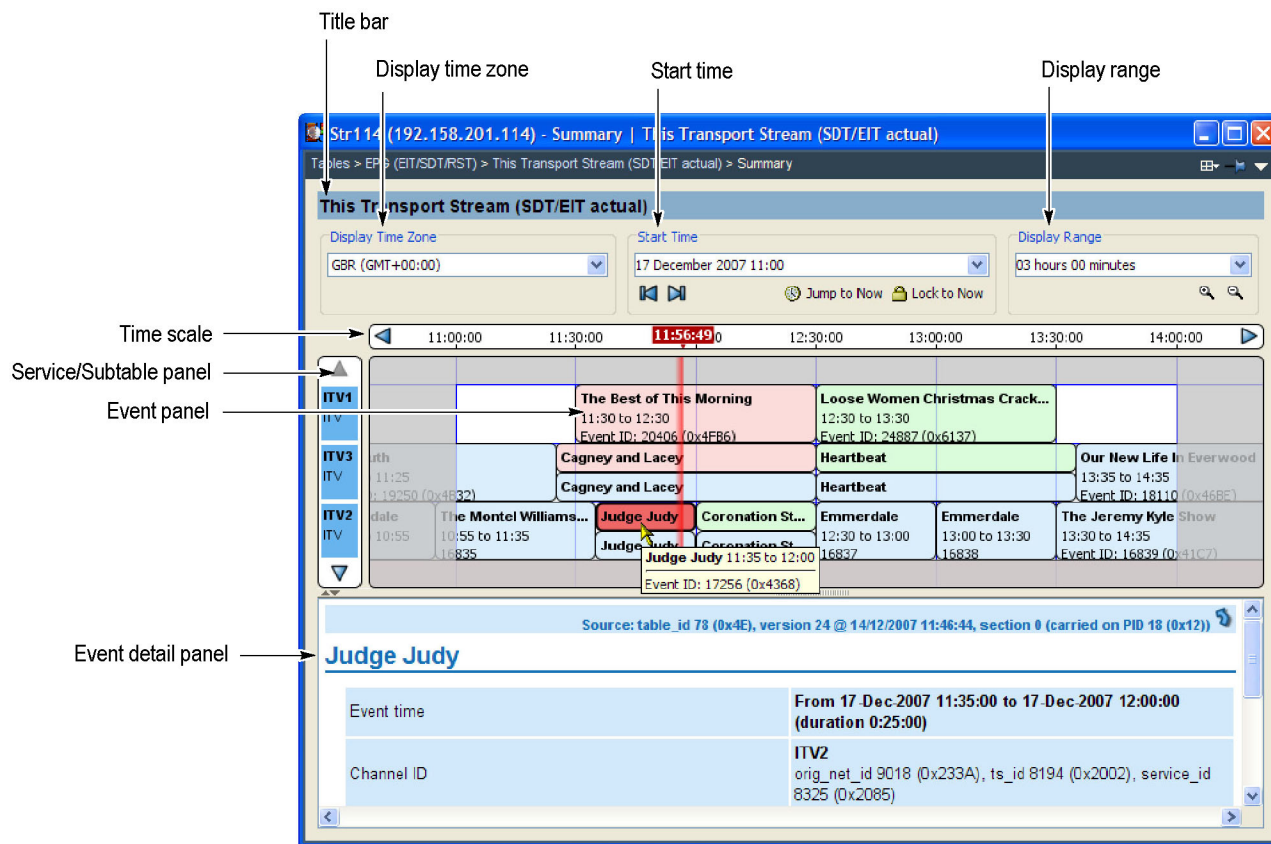 Title bar
Display time zone
Start time
Display range
Str114 (192.158.201.114) - Summary | This Transport Stream (SDT/EIT actual)
Tables > EPG (EIT/SDT/RST) > This Transport Stream (SDT/EIT actual) > Summary
This Transport Stream (SDT/EIT actual)
Display Time Zone
Start Time
Display Range
GBR (GMT+00:00)
17 December 2007 11:00
03 hours 00 minutes
Jump to Now
Lock to Now
Time scale
11:00:00
11:30:00
11:56:49
0
12:30:00
13:00:00
13:30:00
14:00:00
Service/Subtable panel
Event panel
ITV1
ITV
The Best of This Morning
11:30 to 12:30
Event ID: 20406 (0x4FB6)
Loose Women Christmas Crack...
12:30 to 13:30
Event ID: 24887 (0x6137)
ITV3
ITV
uth
11:25
: 19250 (0x4B32)
Cagney and Lacey
Cagney and Lacey
Heartbeat
Heartbeat
Our New Life In Everwood
13:35 to 14:35
Event ID: 18110 (0x46BE)
ITV2
ITV
dale
10:55
The Montel Williams...
10:55 to 11:35
16835
Judge Judy
Judge Judy
Coronation St...
Coronation St...
Emmerdale
12:30 to 13:00
16837
Emmerdale
13:00 to 13:30
16838
The Jeremy Kyle Show
13:30 to 14:35
Event ID: 16839 (0x41C7)
Judge Judy 11:35 to 12:00
Event ID: 17256 (0x4368)
Source: table_id 78 (0x4E), version 24 @ 14/12/2007 11:46:44, section 0 (carried on PID 18 (0x12))
Event detail panel
Judge Judy
Event time
From 17-Dec-2007 11:35:00 to 17-Dec-2007 12:00:00
(duration 0:25:00)
Channel ID
ITV2
orig_net_id 9018 (0x233A), ts_id 8194 (0x2002), service_id
8325 (0x2085)